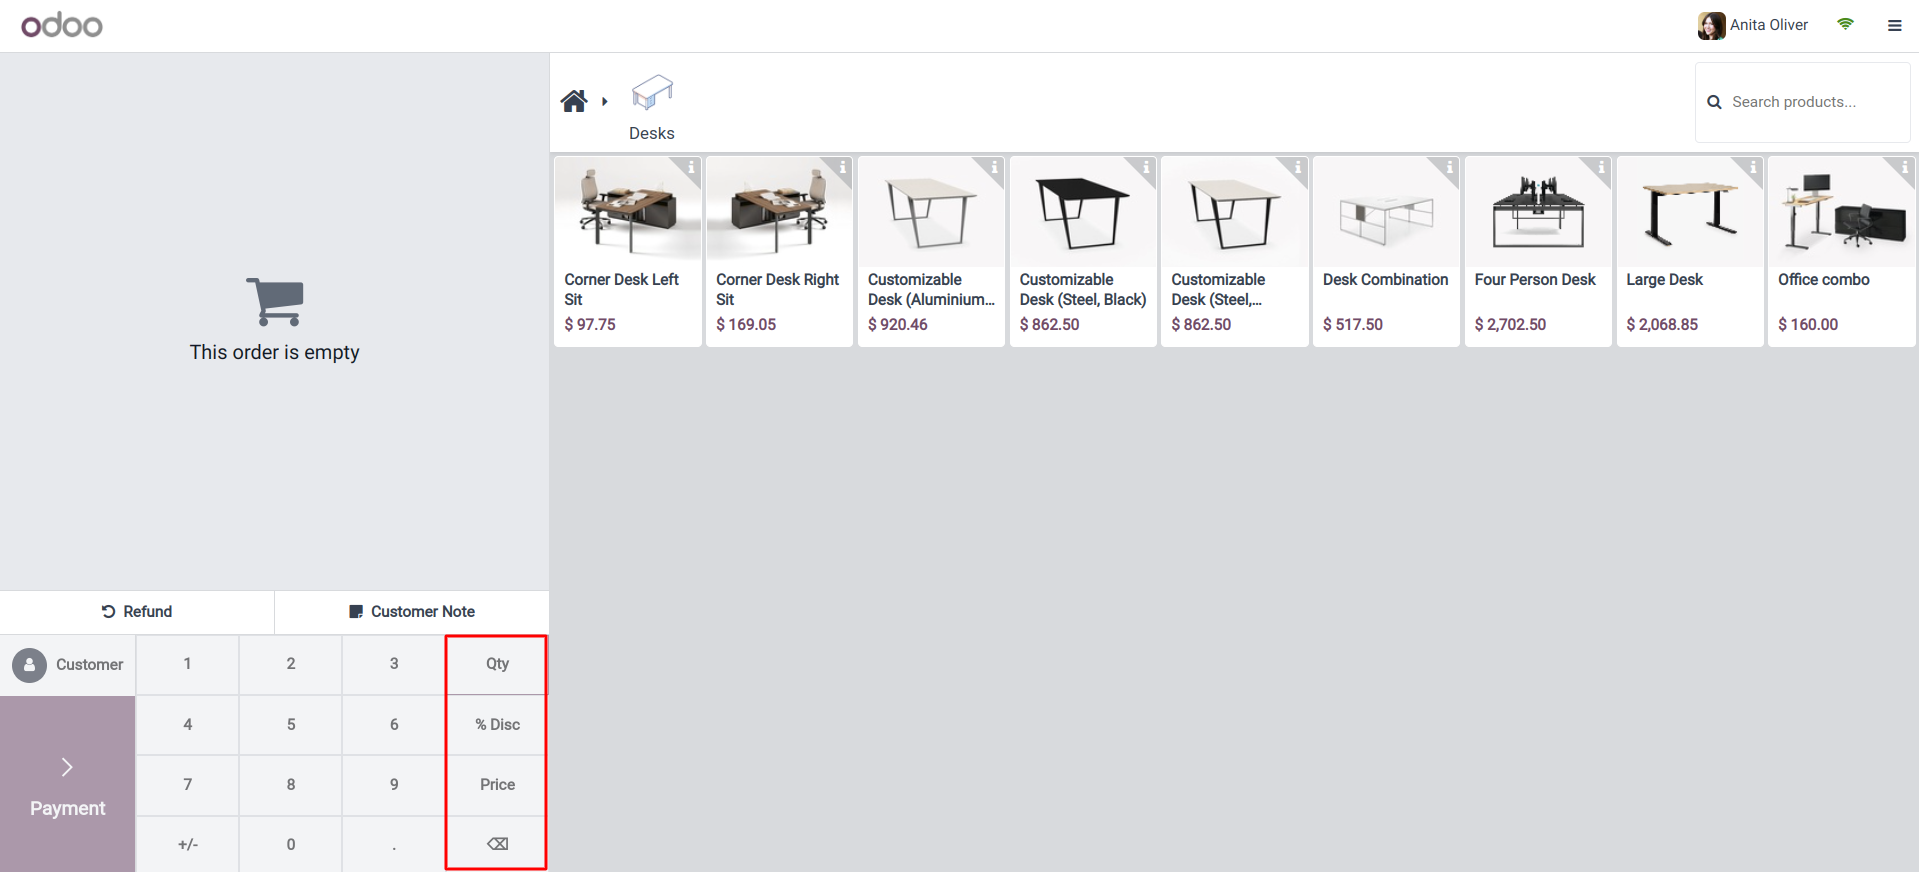 odoo
Anita Oliver
Desks
Search products...
Corner Desk Left
Sit
$ 97.75
Corner Desk Right
Sit
$ 169.05
Customizable
Desk (Aluminium...
$ 920.46
Customizable
Desk (Steel, Black)
$ 862.50
Customizable
Desk (Steel,...
$ 862.50
Desk Combination
$ 517.50
Four Person Desk
$ 2,702.50
Large Desk
$ 2,068.85
Office combo
$ 160.00
This order is empty
Refund
Customer Note
Customer
1
2
3
Qty
4
5
6
% Disc
7
8
9
Price
Payment
+/-
0
.